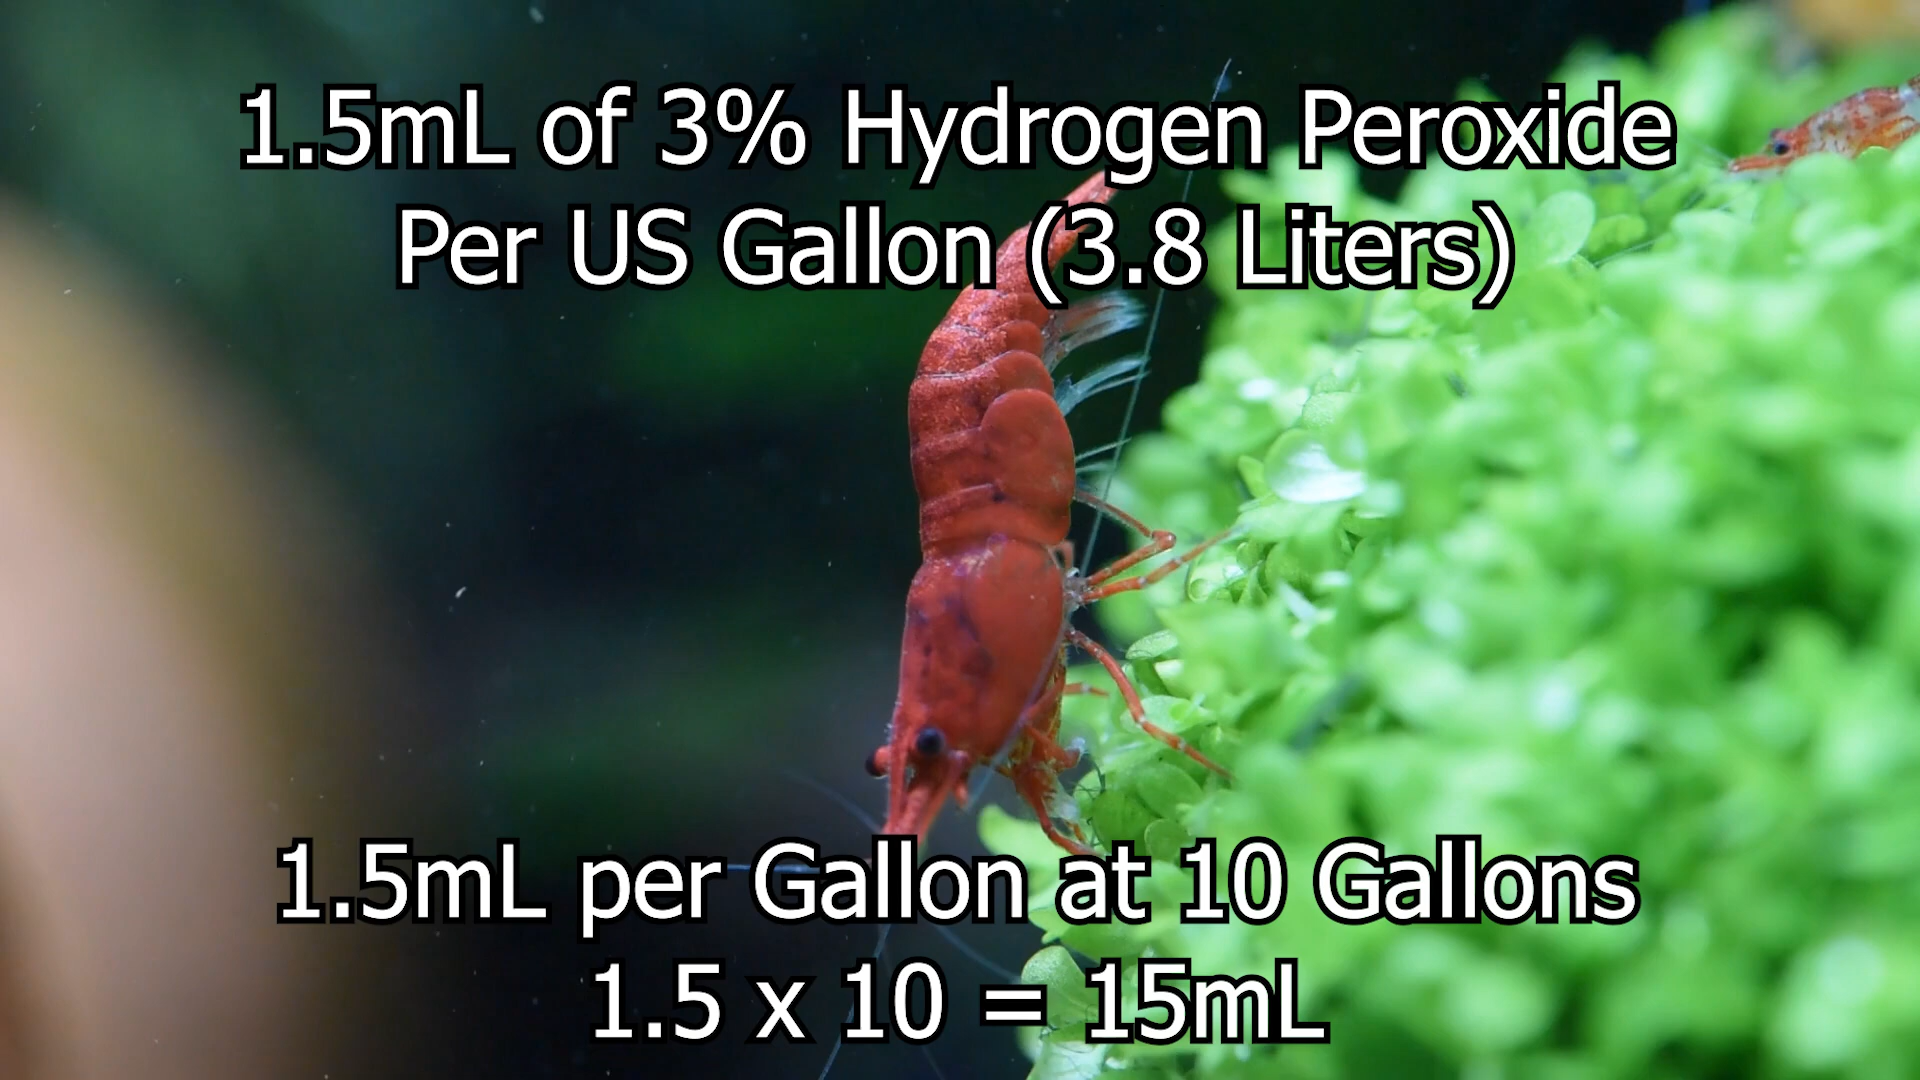 1.5mL of 3% Hydrogen Peroxide
Per US Gallon (3.8 Liters)
1.5mL per Gallon at 10 Gallons
1.5 x 10 = 15mL